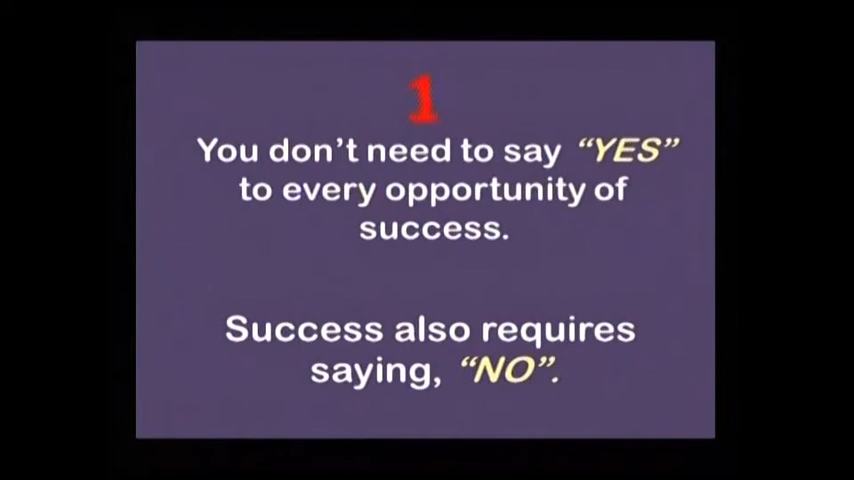 1
You don't need to say “YES”
to every opportunity of
success.
Success also requires
saying, “NO”.